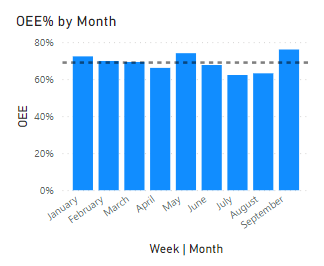 OEE% by Month
80%
60%
40%
20%
0%
OEE
January
February
March
April
May
June
July
August
September
Week | Month